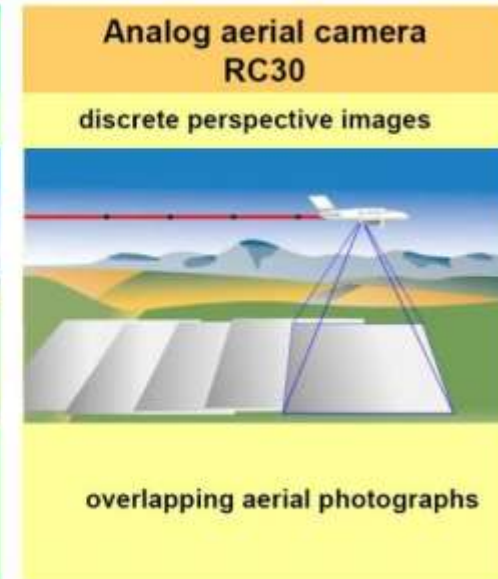 Analog aerial camera
RC30
discrete perspective images
overlapping aerial photographs